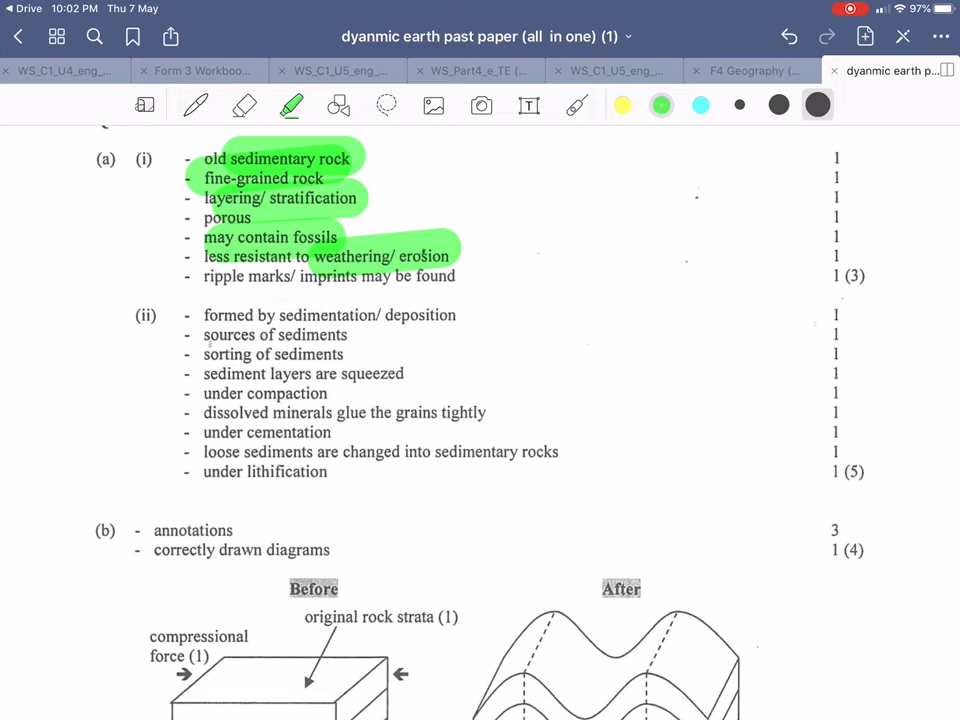 Drive 10:02 PM Thu 7 May 97%
dyanmic earth past paper (all in one) (1)
WS_C1_U4_eng_... Form 3 Workboo... WS_C1_U5_eng_... WS_Part4_e_TE (... WS_C1_U5_eng_... F4 Geography (... dyanmic earth p...
(a) (i) - old sedimentary rock 1
- fine-grained rock 1
- layering/ stratification 1
- porous 1
- may contain fossils 1
- less resistant to weathering/ erosion 1
- ripple marks/ imprints may be found 1 (3)
(ii) - formed by sedimentation/ deposition 1
- sources of sediments 1
- sorting of sediments 1
- sediment layers are squeezed 1
- under compaction 1
- dissolved minerals glue the grains tightly 1
- under cementation 1
- loose sediments are changed into sedimentary rocks 1
- under lithification 1 (5)
(b) - annotations 3
- correctly drawn diagrams 1 (4)
Before After
original rock strata (1)
compressional
force (1)